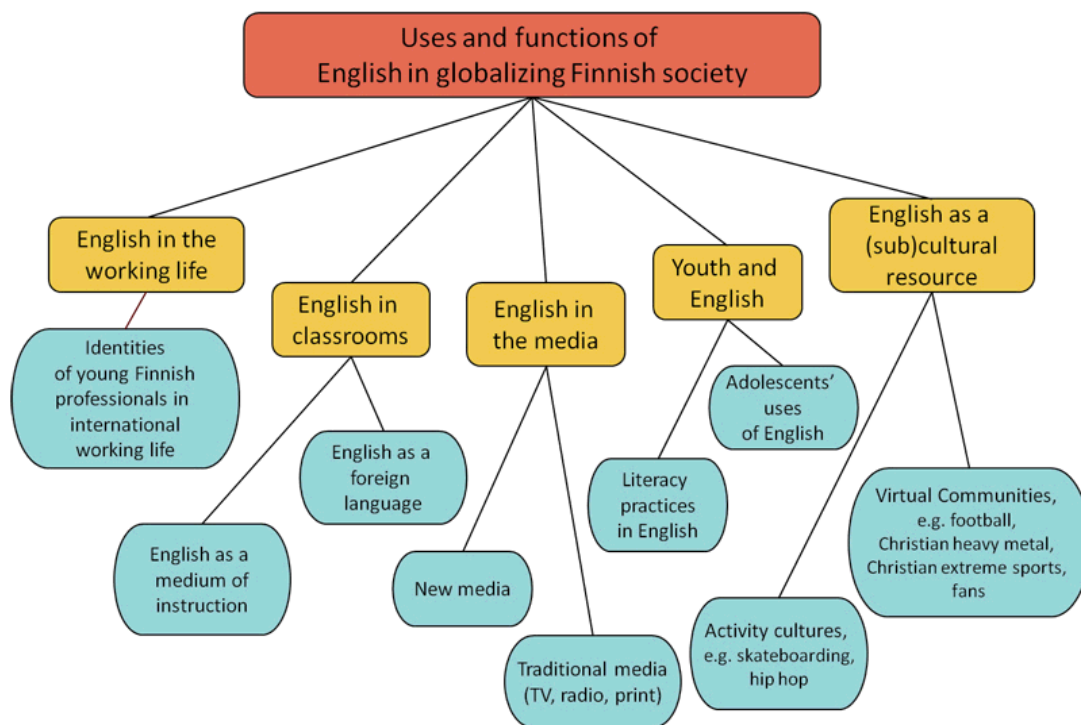 Uses and functions of
English in globalizing Finnish society
English in the
working life
English in
classrooms
English in
the media
Youth and
English
English as a
(sub)cultural
resource
Identities
of young Finnish
professionals in
international
working life
English as a
medium of
instruction
English as a
foreign
language
New media
Traditional media
(TV, radio, print)
Literacy
practices
in English
Adolescents’
uses
of English
Activity cultures,
e.g. skateboarding,
hip hop
Virtual Communities,
e.g. football,
Christian heavy metal,
Christian extreme sports,
fans